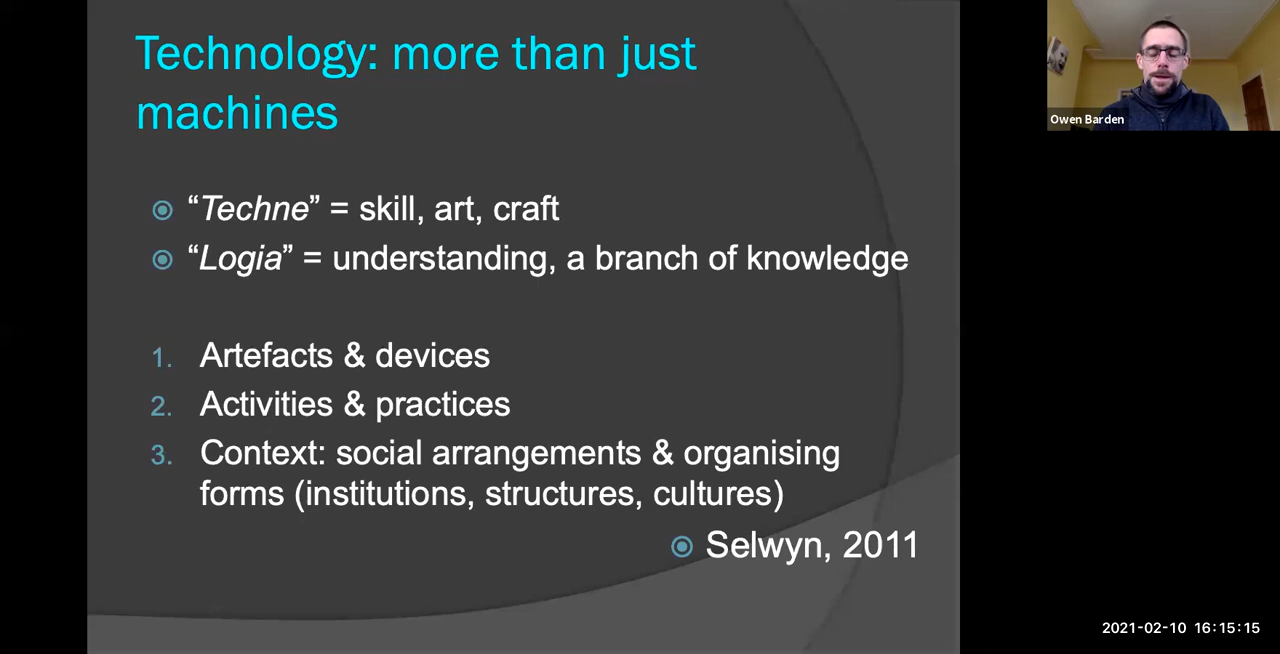 Technology: more than just
machines
“Techne” = skill, art, craft
“Logia” = understanding, a branch of knowledge
1. Artefacts & devices
2. Activities & practices
3. Context: social arrangements & organising
forms (institutions, structures, cultures)
Selwyn, 2011
Owen Barden
2021-02-10 16:15:15